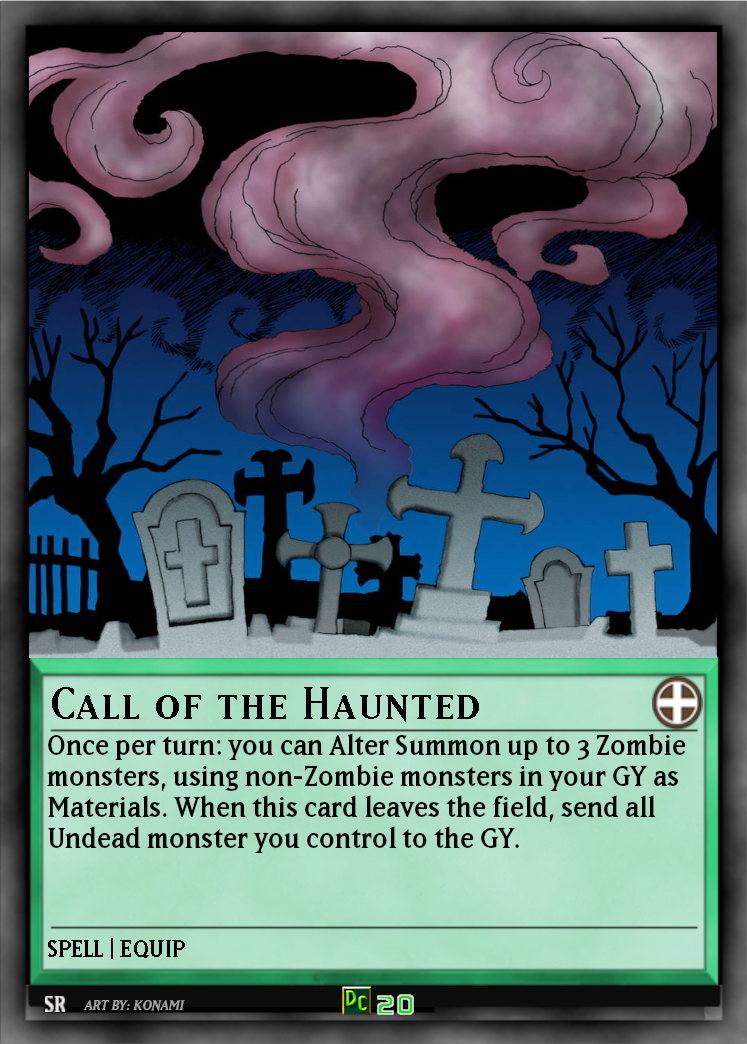 Call of the Haunted
Once per turn: you can Alter Summon up to 3 Zombie
monsters, using non-Zombie monsters in your GY as
Materials. When this card leaves the field, send all
Undead monster you control to the GY.
SPELL | EQUIP
SR ART BY: KONAMI PC 20